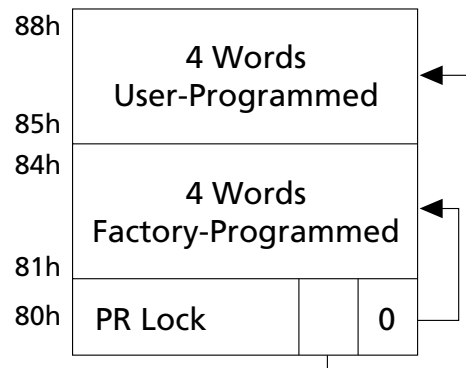 88h
4 Words
User-Programmed
85h
84h
4 Words
Factory-Programmed
81h
80h
PR Lock
0